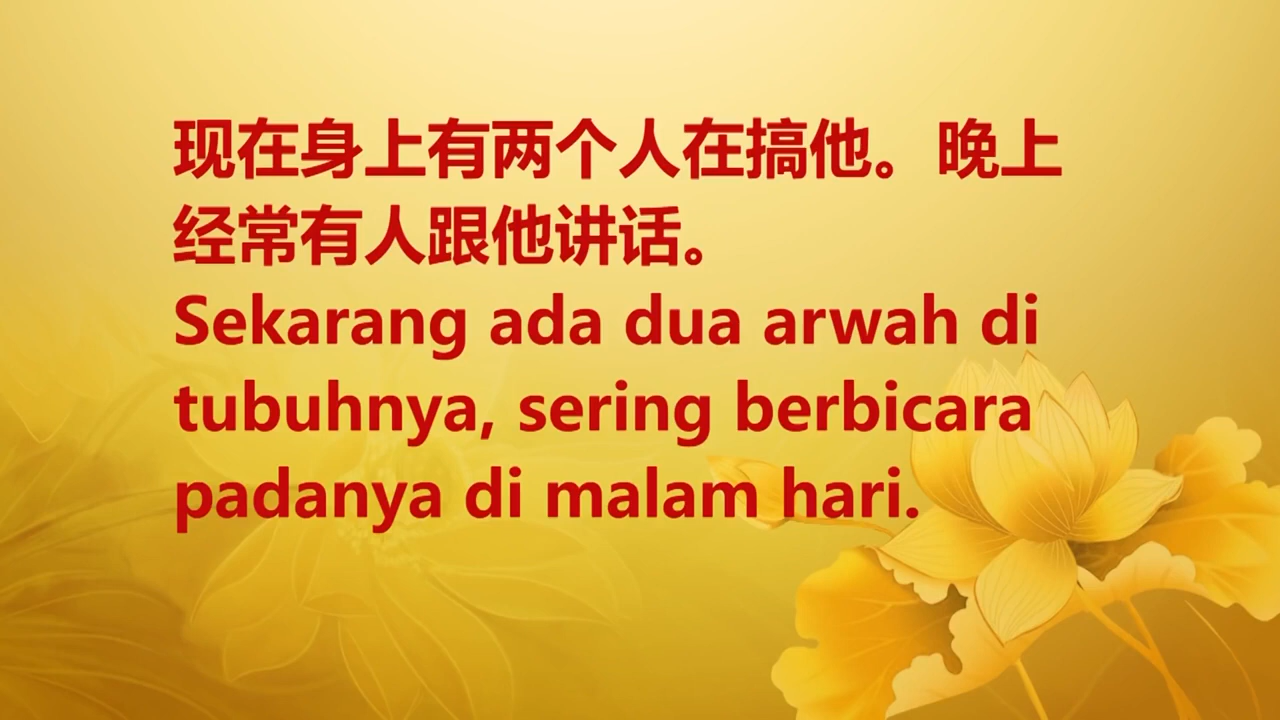 现在身上有两个人在搞他。晚上
经常有人跟他讲话。
Sekarang ada dua arwah di
tubuhnya, sering berbicara
padanya di malam hari.